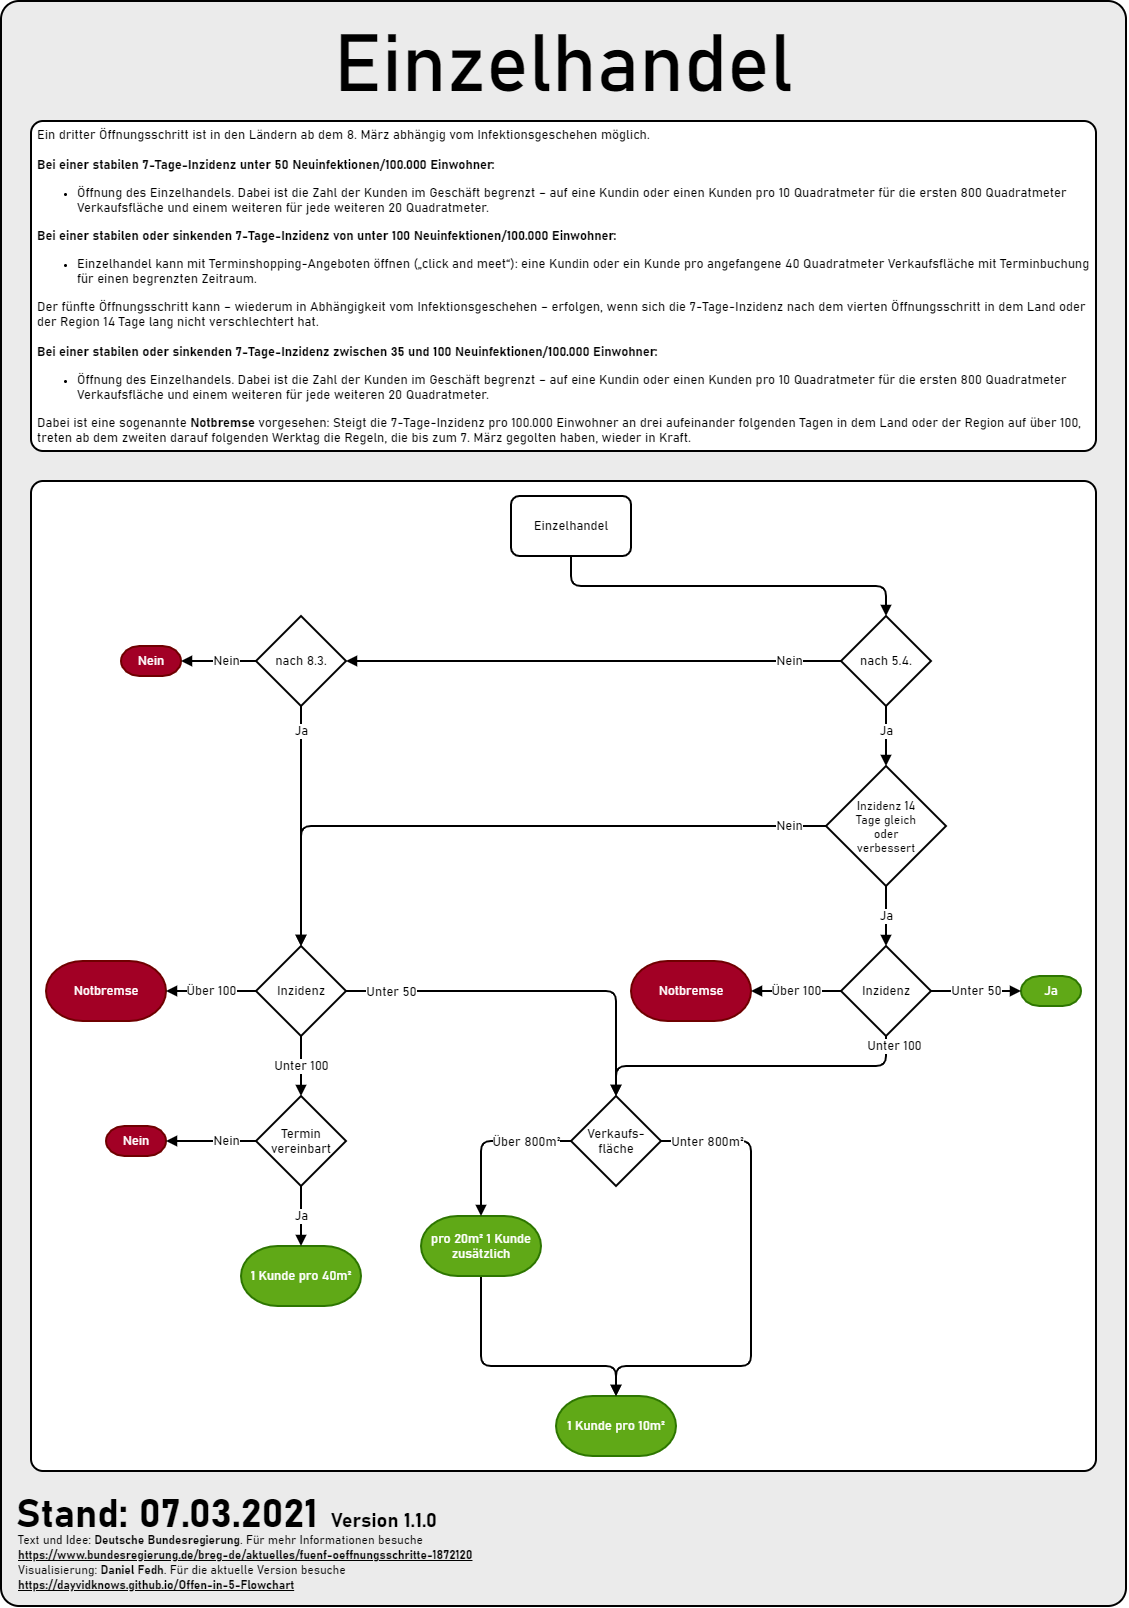 Einzelhandel
Ein dritter Öffnungsschritt ist in den Ländern ab dem 8. März abhängig vom Infektionsgeschehen möglich.
Bei einer stabilen 7-Tage-Inzidenz unter 50 Neuinfektionen/100.000 Einwohner:
• Öffnung des Einzelhandels. Dabei ist die Zahl der Kunden im Geschäft begrenzt – auf eine Kundin oder einen Kunden pro 10 Quadratmeter für die ersten 800 Quadratmeter
Verkaufsfläche und einem weiteren für jede weiteren 20 Quadratmeter.
Bei einer stabilen oder sinkenden 7-Tage-Inzidenz von unter 100 Neuinfektionen/100.000 Einwohner:
• Einzelhandel kann mit Terminshopping-Angeboten öffnen („click and meet“): eine Kundin oder ein Kunde pro angefangene 40 Quadratmeter Verkaufsfläche mit Terminbuchung
für einen begrenzten Zeitraum.
Der fünfte Öffnungsschritt kann – wiederum in Abhängigkeit vom Infektionsgeschehen – erfolgen, wenn sich die 7-Tage-Inzidenz nach dem vierten Öffnungsschritt in dem Land oder
der Region 14 Tage lang nicht verschlechtert hat.
Bei einer stabilen oder sinkenden 7-Tage-Inzidenz zwischen 35 und 100 Neuinfektionen/100.000 Einwohner:
• Öffnung des Einzelhandels. Dabei ist die Zahl der Kunden im Geschäft begrenzt – auf eine Kundin oder einen Kunden pro 10 Quadratmeter für die ersten 800 Quadratmeter
Verkaufsfläche und einem weiteren für jede weiteren 20 Quadratmeter.
Dabei ist eine sogenannte Notbremse vorgesehen: Steigt die 7-Tage-Inzidenz pro 100.000 Einwohner an drei aufeinander folgenden Tagen in dem Land oder der Region auf über 100,
treten ab dem zweiten darauf folgenden Werktag die Regeln, die bis zum 7. März gegolten haben, wieder in Kraft.
Einzelhandel
Nein
Nein
nach 8.3.
Nein
nach 5.4.
Ja
Ja
Nein
Inzidenz 14
Tage gleich
oder
verbessert
Ja
Notbremse
Über 100
Inzidenz
Unter 50
Notbremse
Über 100
Inzidenz
Unter 50
Ja
Unter 100
Unter 100
Nein
Nein
Termin
vereinbart
Über 800m²
Verkaufs-
fläche
Unter 800m²
Ja
pro 20m² 1 Kunde
zusätzlich
1 Kunde pro 40m²
1 Kunde pro 10m²
Stand: 07.03.2021 Version 1.1.0
Text und Idee: Deutsche Bundesregierung. Für mehr Informationen besuche
https://www.bundesregierung.de/breg-de/aktuelles/fuenf-oeffnungsschritte-1872120
Visualisierung: Daniel Fedh. Für die aktuelle Version besuche
https://dayvidknows.github.io/Offen-in-5-Flowchart